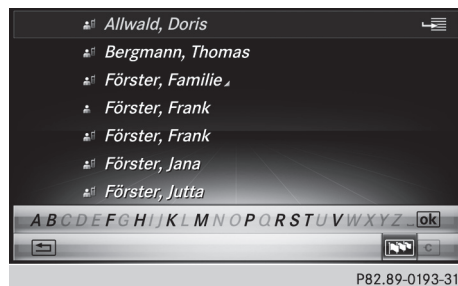 Allwald, Doris
Bergmann, Thomas
Förster, Familie
Förster, Frank
Förster, Frank
Förster, Jana
Förster, Jutta
A B C D E F G H I J K L M N O P Q R S T U V W X Y Z _ ok
C
P82.89-0193-31